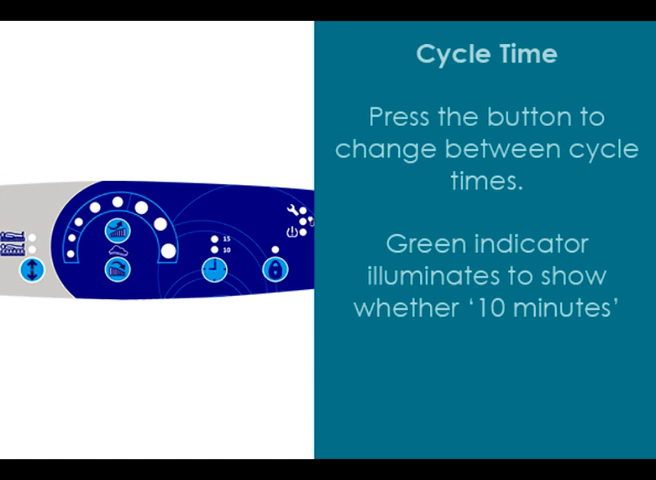 Cycle Time
Press the button to
change between cycle
times.
Green indicator
illuminates to show
whether ‘10 minutes’
15
10